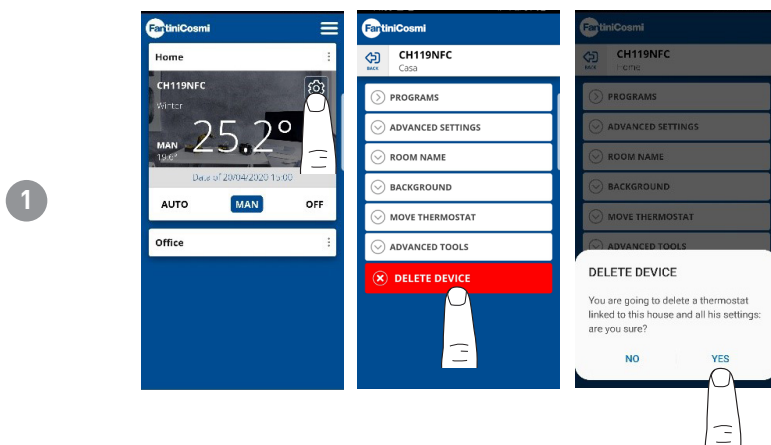 1
FantiniCosmi
Home
CH119NFC
Winter
25.2°
MAN
19.6°
Data of 20/04/2020 15:00
AUTO MAN OFF
Office
FantiniCosmi
BACK
CH119NFC
Casa
PROGRAMS
ADVANCED SETTINGS
ROOM NAME
BACKGROUND
MOVE THERMOSTAT
ADVANCED TOOLS
DELETE DEVICE
FantiniCosmi
BACK
CH119NFC
Home
PROGRAMS
ADVANCED SETTINGS
ROOM NAME
BACKGROUND
MOVE THERMOSTAT
ADVANCED TOOLS
DELETE DEVICE
You are going to delete a thermostat
linked to this house and all his settings:
are you sure?
NO YES